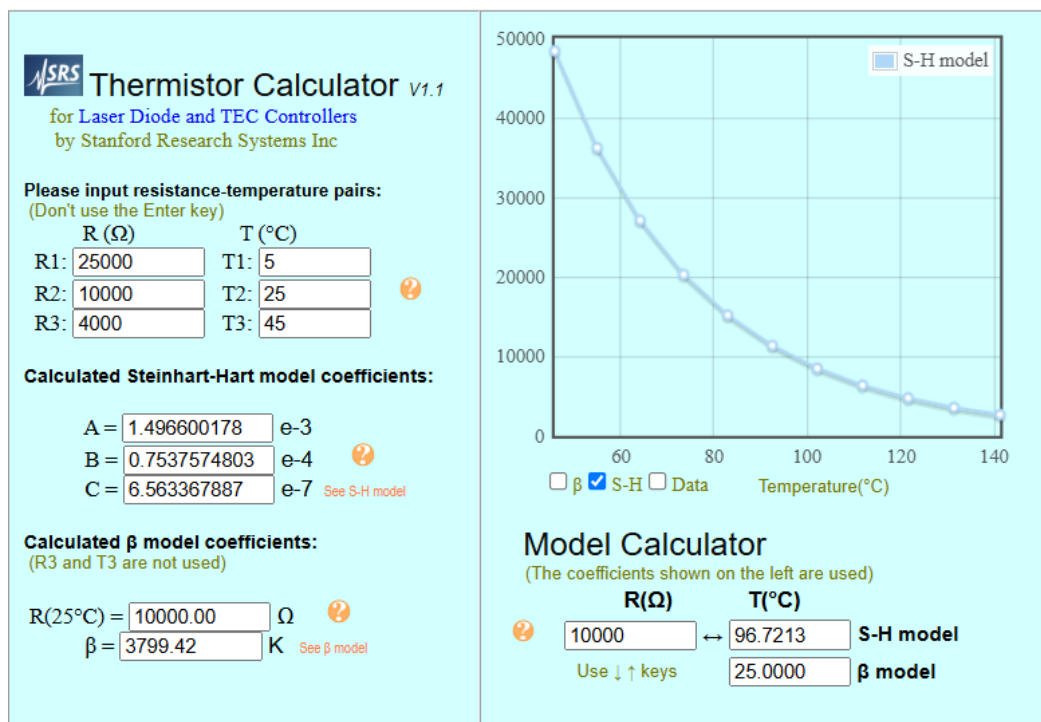 SRS Thermistor Calculator V1.1
for Laser Diode and TEC Controllers
by Stanford Research Systems Inc
Please input resistance-temperature pairs:
(Don't use the Enter key)
R (Ω) T (°C)
R1: 25000 T1: 5
R2: 10000 T2: 25 ?
R3: 4000 T3: 45
Calculated Steinhart-Hart model coefficients:
A = 1.496600178 e-3
B = 0.7537574803 e-4 ?
C = 6.563367887 e-7 See S-H model
Calculated β model coefficients:
(R3 and T3 are not used)
R(25°C) = 10000.00 Ω ?
β = 3799.42 K See β model
50000
S-H model
40000
30000
20000
10000
0
60 80 100 120 140
β S-H Data Temperature(°C)
Model Calculator
(The coefficients shown on the left are used)
R(Ω) T(°C)
? 10000 ↔ 96.7213 S-H model
Use ↓ ↑ keys 25.0000 β model